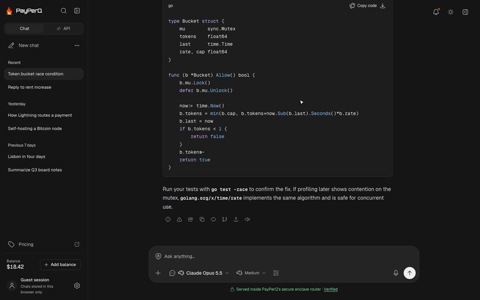 PayPerQ
Chat
API
New chat
Recent
Token bucket race condition
Reply to rent increase
Yesterday
How Lightning routes a payment
Self-hosting a Bitcoin node
Previous 7 days
Lisbon in four days
Summarize Q3 board notes
Pricing
Balance
$18.42
Add balance
Guest session
Chats stored in this
browser only
go
Copy code
type Bucket struct {
mu sync.Mutex
tokens float64
last time.Time
rate, cap float64
}
func (b *Bucket) Allow() bool {
b.mu.Lock()
defer b.mu.Unlock()
now := time.Now()
b.tokens = min(b.cap, b.tokens+now.Sub(b.last).Seconds()*b.rate)
b.last = now
if b.tokens < 1 {
return false
}
b.tokens--
return true
}
Run your tests with go test -race to confirm the fix. If profiling later shows contention on the
mutex, golang.org/x/time/rate implements the same algorithm and is safe for concurrent
use.
Ask anything...
Claude Opus 5.5
Medium
Served inside PayPerQ's secure enclave router · Verified